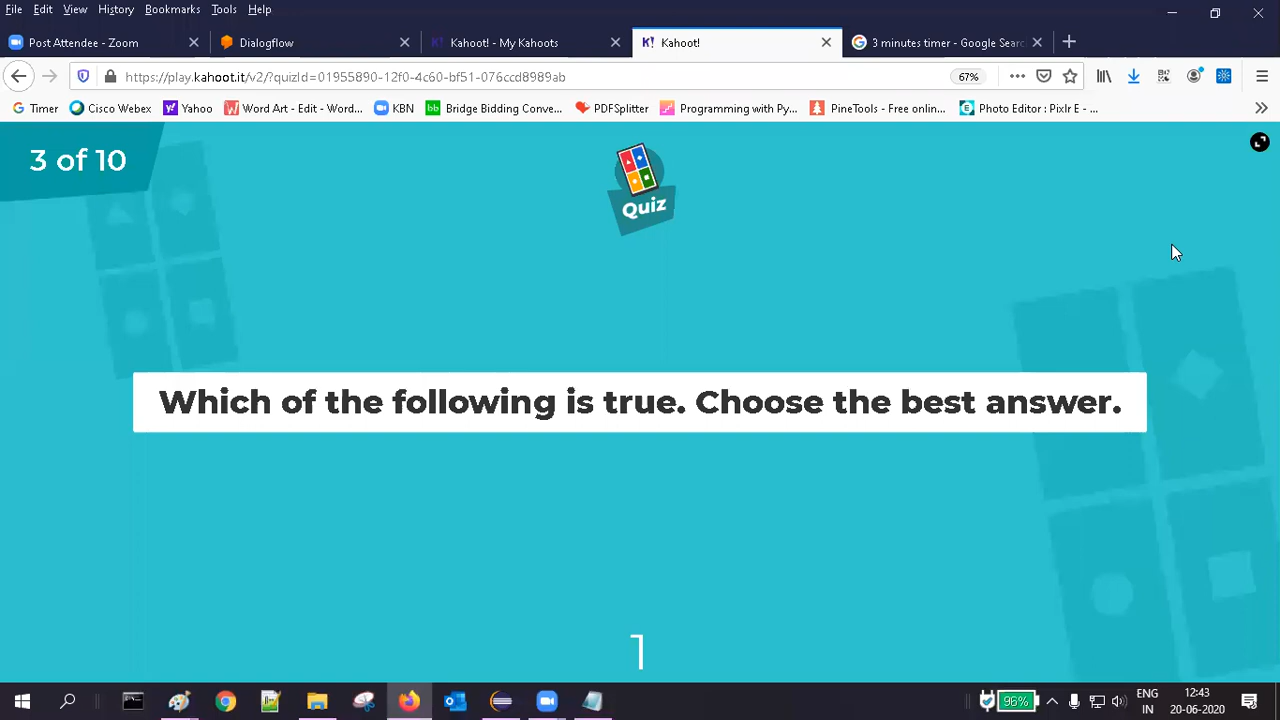 File Edit View History Bookmarks Tools Help
Post Attendee - Zoom
Dialogflow
Kahoot! - My Kahoots
Kahoot!
3 minutes timer - Google Searc
https://play.kahoot.it/v2/?quizId=01955890-12f0-4c60-bf51-076ccd8989ab
67%
Timer Cisco Webex Yahoo Word Art - Edit - Word... KBN Bridge Bidding Conve... PDFSplitter Programming with Py... PineTools - Free onlin... Photo Editor : Pixlr E - ...
3 of 10
Quiz
Which of the following is true. Choose the best answer.
1
96%
ENG
IN
12:43
20-06-2020